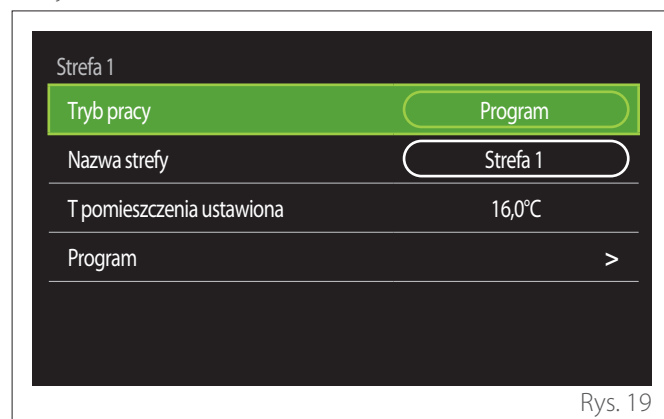 Strefa 1
Tryb pracy Program
Nazwa strefy Strefa 1
T pomieszczenia ustawiona 16,0°C
Program >
Rys. 19